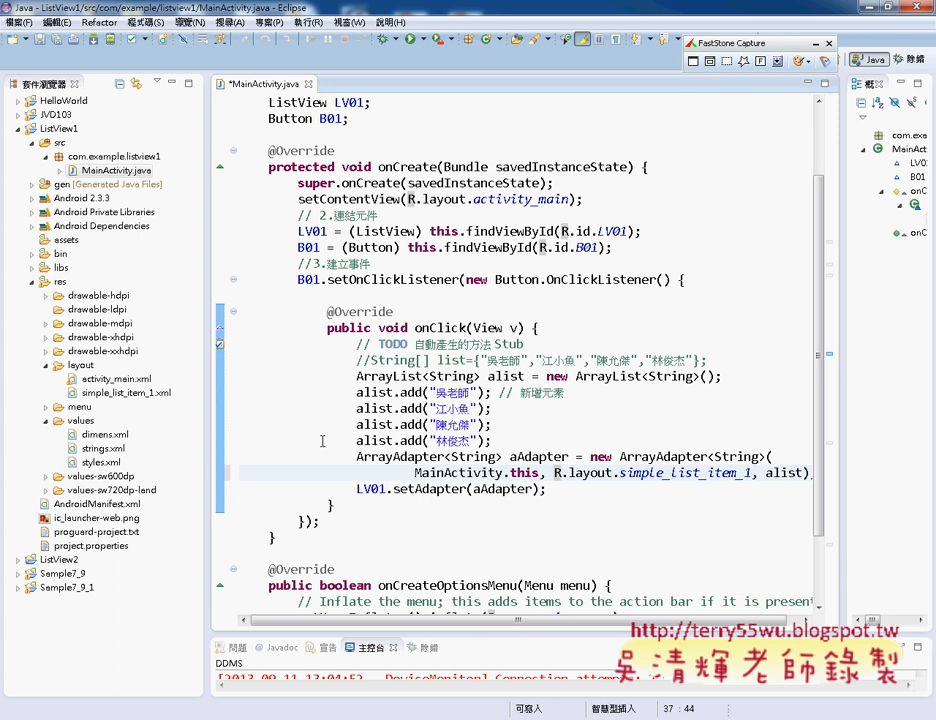 Java - ListView1/src/com/example/listview1/MainActivity.java - Eclipse
檔案(F) 編輯(E) Refactor 程式碼(S) 導覽(N) 搜尋(A) 專案(P) 執行(R) 視窗(W) 說明(H)
FastStone Capture
Java 除錯
套件瀏覽器
HelloWorld
JVD103
ListView1
src
com.example.listview1
MainActivity.java
gen [Generated Java Files]
Android 2.3.3
Android Private Libraries
Android Dependencies
assets
bin
libs
res
drawable-hdpi
drawable-ldpi
drawable-mdpi
drawable-xhdpi
drawable-xxhdpi
layout
activity_main.xml
simple_list_item_1.xml
menu
values
dimens.xml
strings.xml
styles.xml
values-sw600dp
values-sw720dp-land
AndroidManifest.xml
ic_launcher-web.png
proguard-project.txt
project.properties
ListView2
Sample7_9
Sample7_9_1
*MainActivity.java
ListView LV01;
Button B01;
@Override
protected void onCreate(Bundle savedInstanceState) {
super.onCreate(savedInstanceState);
setContentView(R.layout.activity_main);
// 2.連結元件
LV01 = (ListView) this.findViewById(R.id.LV01);
B01 = (Button) this.findViewById(R.id.B01);
//3.建立事件
B01.setOnClickListener(new Button.OnClickListener() {
@Override
public void onClick(View v) {
// TODO 自動產生的方法 Stub
//String[] list={"吳老師","江小魚","陳允傑","林俊杰"};
ArrayList<String> alist = new ArrayList<String>();
alist.add("吳老師"); // 新增元素
alist.add("江小魚");
alist.add("陳允傑");
alist.add("林俊杰");
ArrayAdapter<String> aAdapter = new ArrayAdapter<String>(
MainActivity.this, R.layout.simple_list_item_1, alist)
LV01.setAdapter(aAdapter);
}
});
}
@Override
public boolean onCreateOptionsMenu(Menu menu) {
// Inflate the menu; this adds items to the action bar if it is present
概
com.exa
MainAct
LV0
B01
onC
onC
問題 Javadoc 宣告 主控台 除錯
DDMS
http://terry55wu.blogspot.tw
吳清輝老師錄製
可寫入 智慧型插入 37 : 44